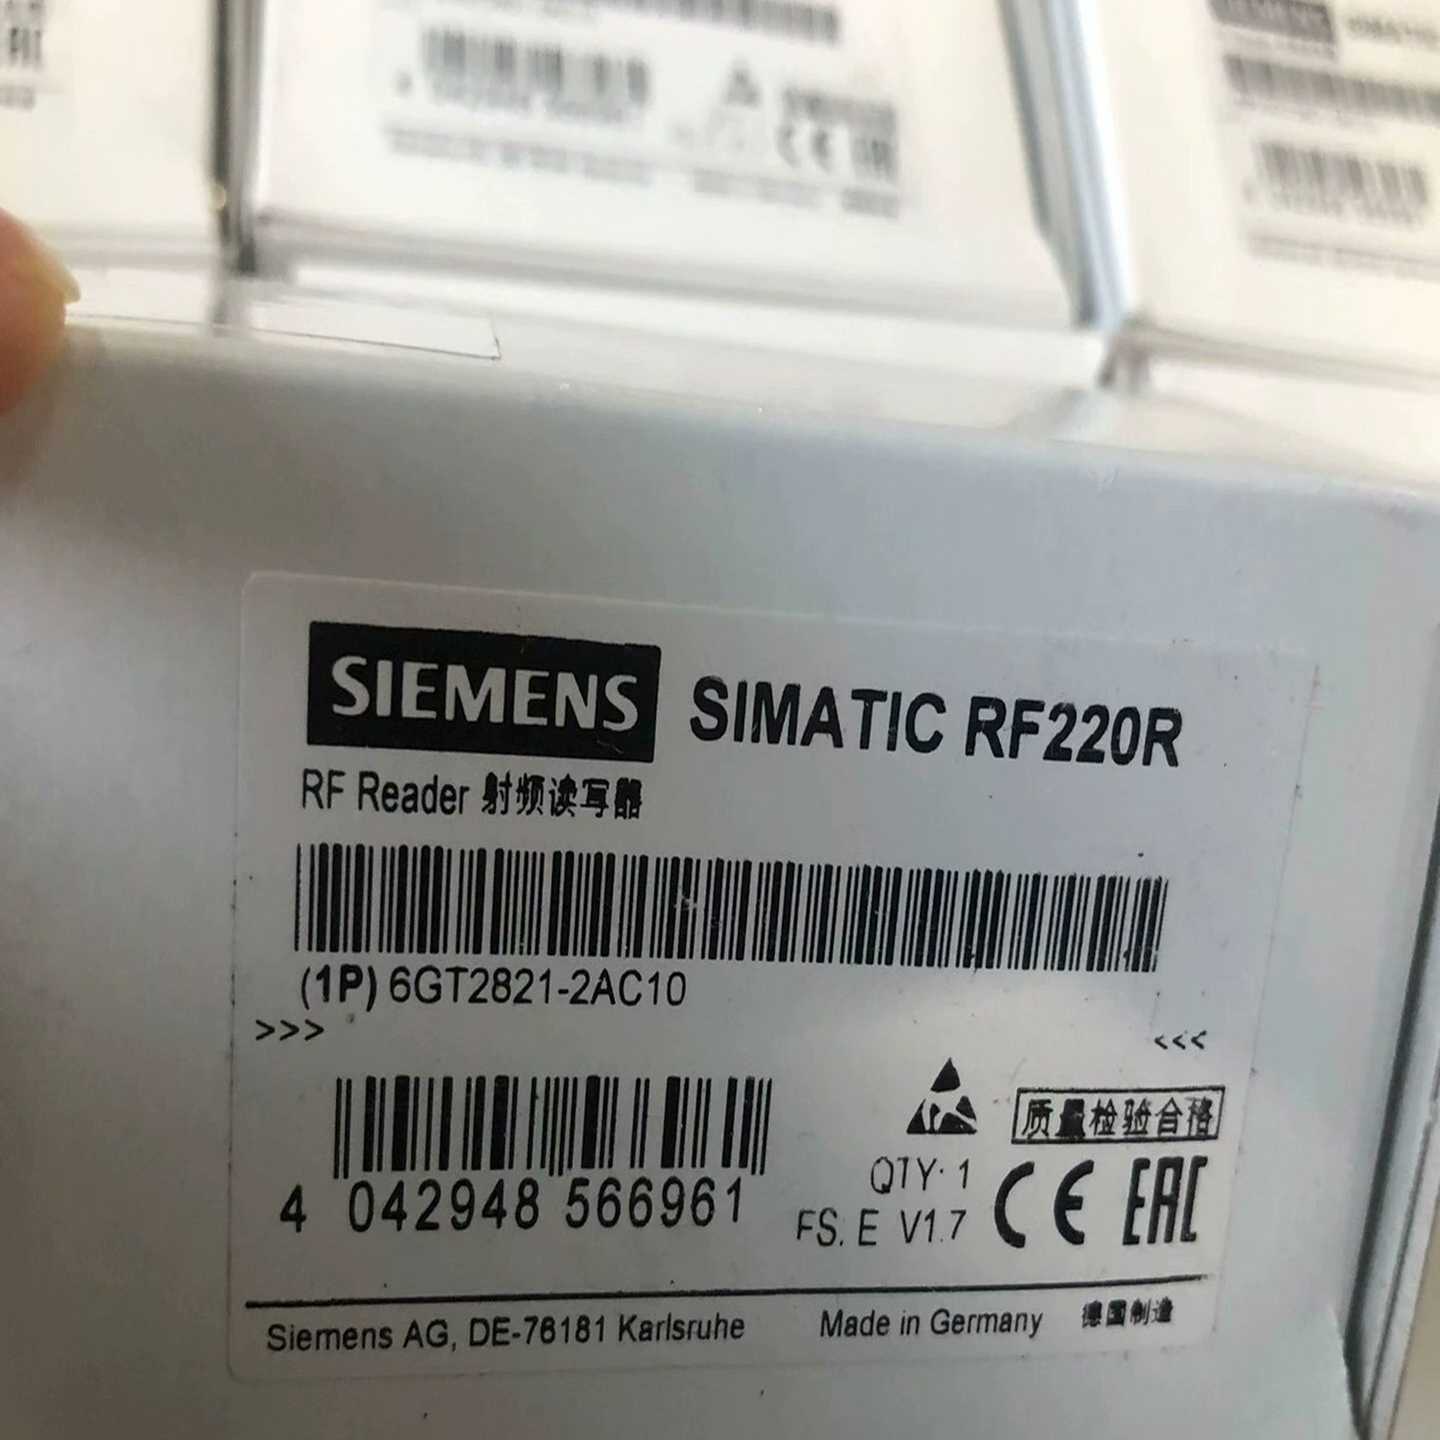 SIEMENS SIMATIC RF220R
RF Reader 射频读写器
(1P) 6GT2821-2AC10
>>> <<<
质量检验合格
4 042948 566961
QTY: 1
FS. E V1.7
CE EAC
Siemens AG, DE-76181 Karlsruhe Made in Germany 德国制造